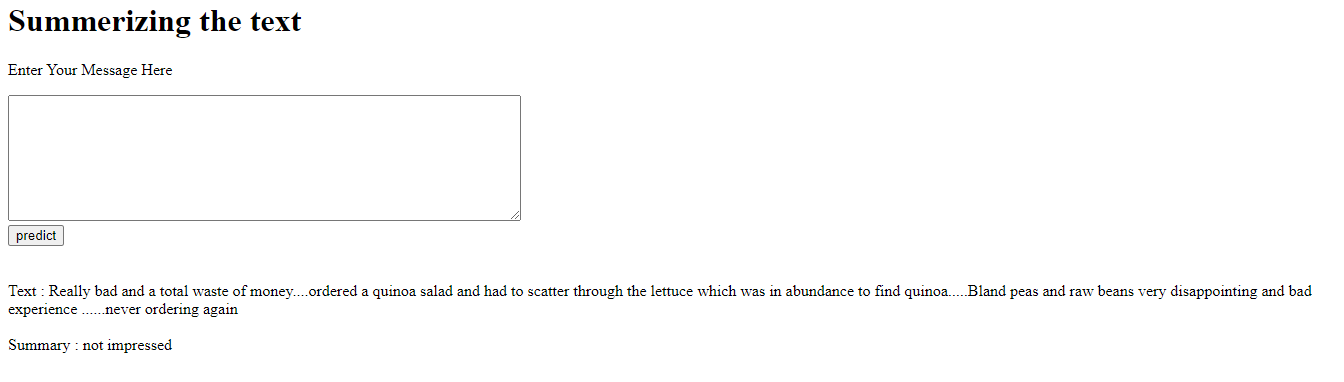 Summerizing the text
Enter Your Message Here
predict
Text : Really bad and a total waste of money....ordered a quinoa salad and had to scatter through the lettuce which was in abundance to find quinoa.....Bland peas and raw beans very disappointing and bad
experience ......never ordering again
Summary : not impressed